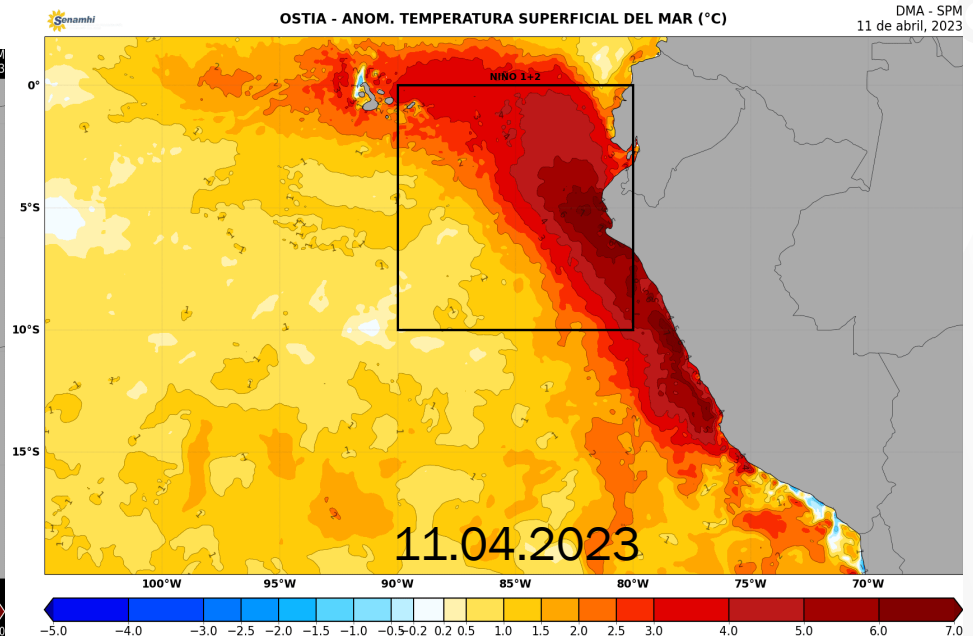 Senamhi
OSTIA - ANOM. TEMPERATURA SUPERFICIAL DEL MAR (°C)
DMA - SPM
11 de abril, 2023
NIÑO 1+2
0°
5°S
10°S
15°S
11.04.2023
100°W 95°W 90°W 85°W 80°W 75°W 70°W
−5.0 −4.0 −3.0 −2.5 −2.0 −1.5 −1.0 −0.5 −0.2 0.2 0.5 1.0 1.5 2.0 2.5 3.0 4.0 5.0 6.0 7.0